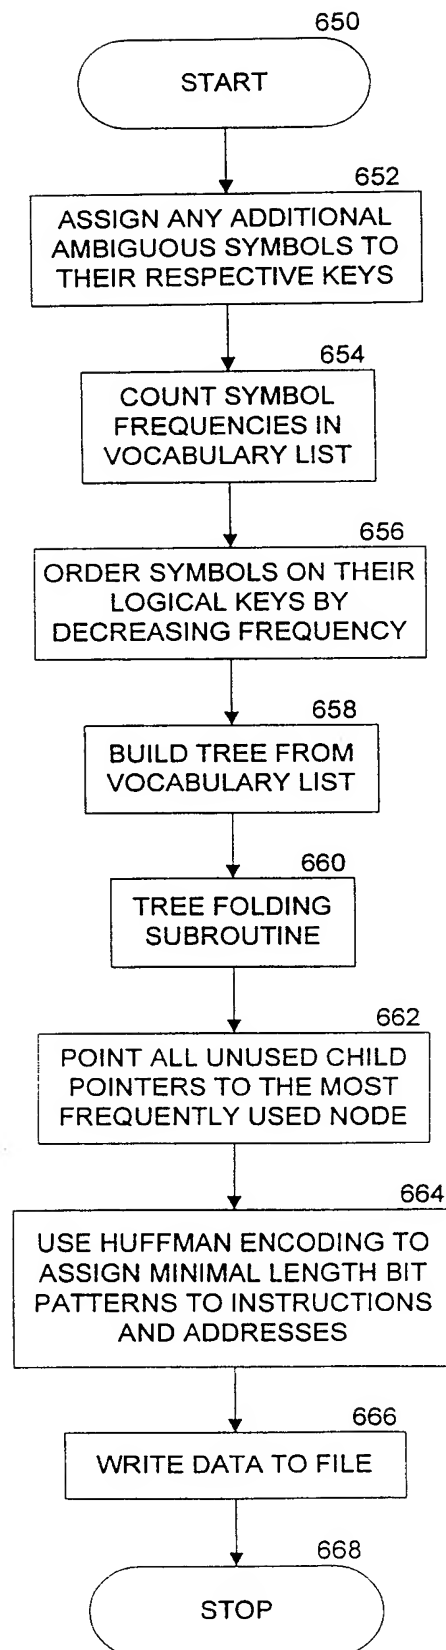 650
START
652
ASSIGN ANY ADDITIONAL
AMBIGUOUS SYMBOLS TO
THEIR RESPECTIVE KEYS
654
COUNT SYMBOL
FREQUENCIES IN
VOCABULARY LIST
656
ORDER SYMBOLS ON THEIR
LOGICAL KEYS BY
DECREASING FREQUENCY
658
BUILD TREE FROM
VOCABULARY LIST
660
TREE FOLDING
SUBROUTINE
662
POINT ALL UNUSED CHILD
POINTERS TO THE MOST
FREQUENTLY USED NODE
664
USE HUFFMAN ENCODING TO
ASSIGN MINIMAL LENGTH BIT
PATTERNS TO INSTRUCTIONS
AND ADDRESSES
666
WRITE DATA TO FILE
668
STOP